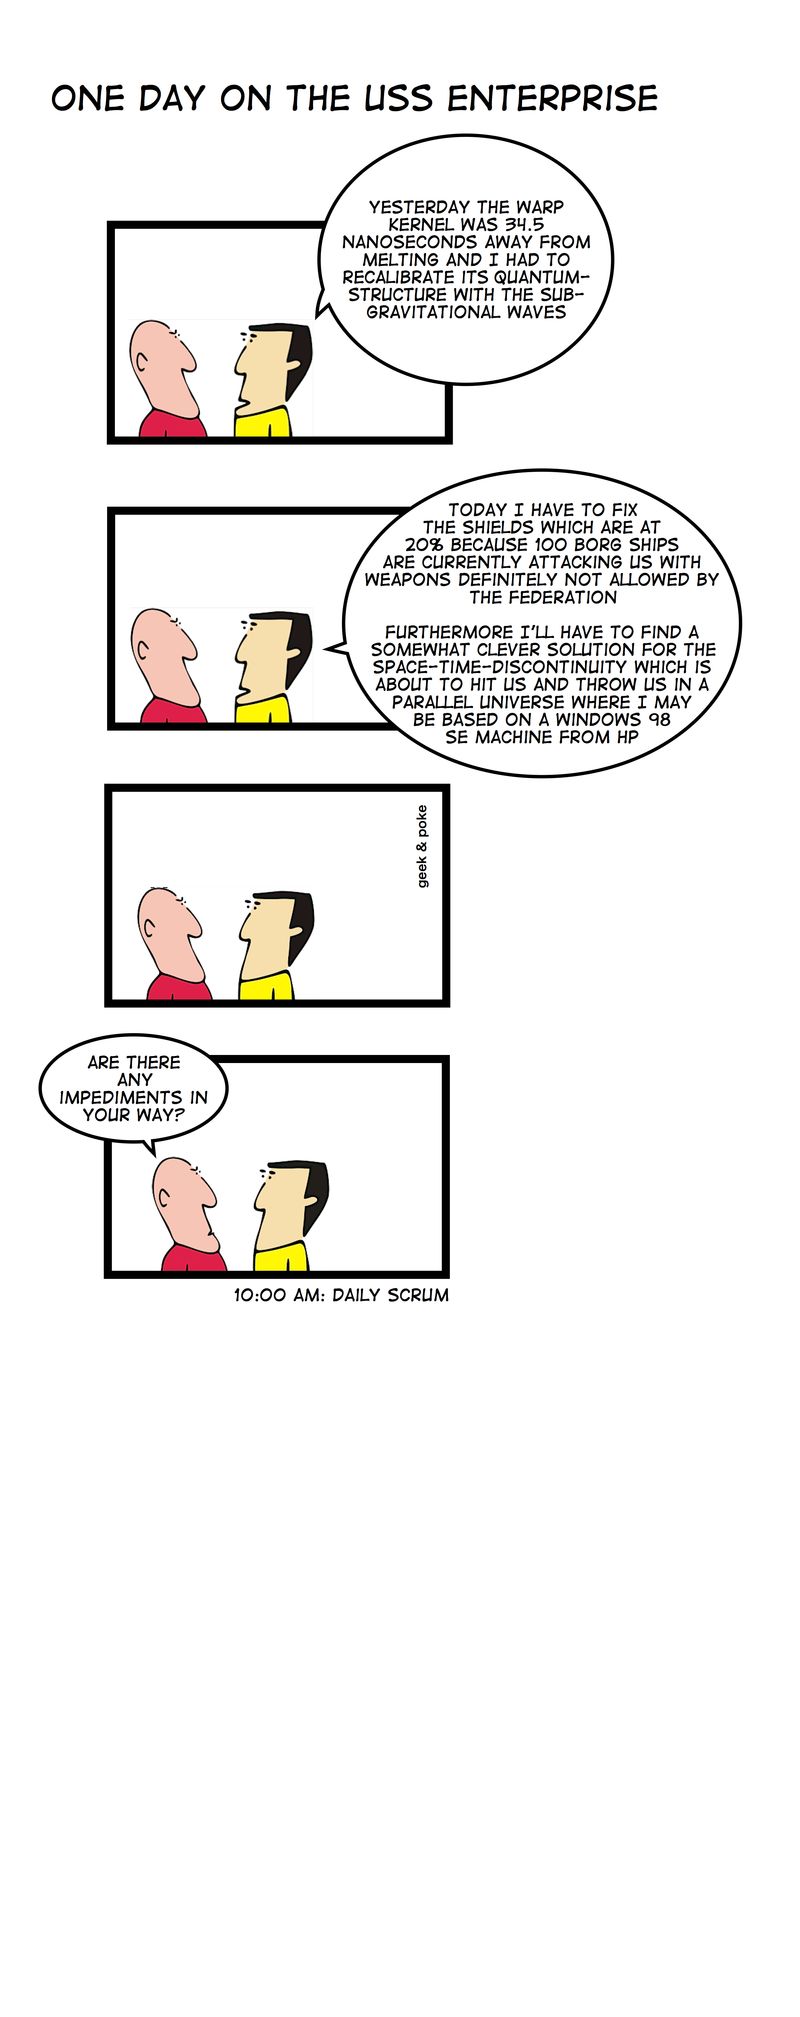 ONE DAY ON THE USS ENTERPRISE
YESTERDAY THE WARP
KERNEL WAS 34.5
NANOSECONDS AWAY FROM
MELTING AND I HAD TO
RECALIBRATE ITS QUANTUM-
STRUCTURE WITH THE SUB-
GRAVITATIONAL WAVES
TODAY I HAVE TO FIX
THE SHIELDS WHICH ARE AT
20% BECAUSE 100 BORG SHIPS
ARE CURRENTLY ATTACKING US WITH
WEAPONS DEFINITELY NOT ALLOWED BY
THE FEDERATION
FURTHERMORE I'LL HAVE TO FIND A
SOMEWHAT CLEVER SOLUTION FOR THE
SPACE-TIME-DISCONTINUITY WHICH IS
ABOUT TO HIT US AND THROW US IN A
PARALLEL UNIVERSE WHERE I MAY
BE BASED ON A WINDOWS 98
SE MACHINE FROM HP
geek & poke
ARE THERE
ANY
IMPEDIMENTS IN
YOUR WAY?
10:00 AM: DAILY SCRUM